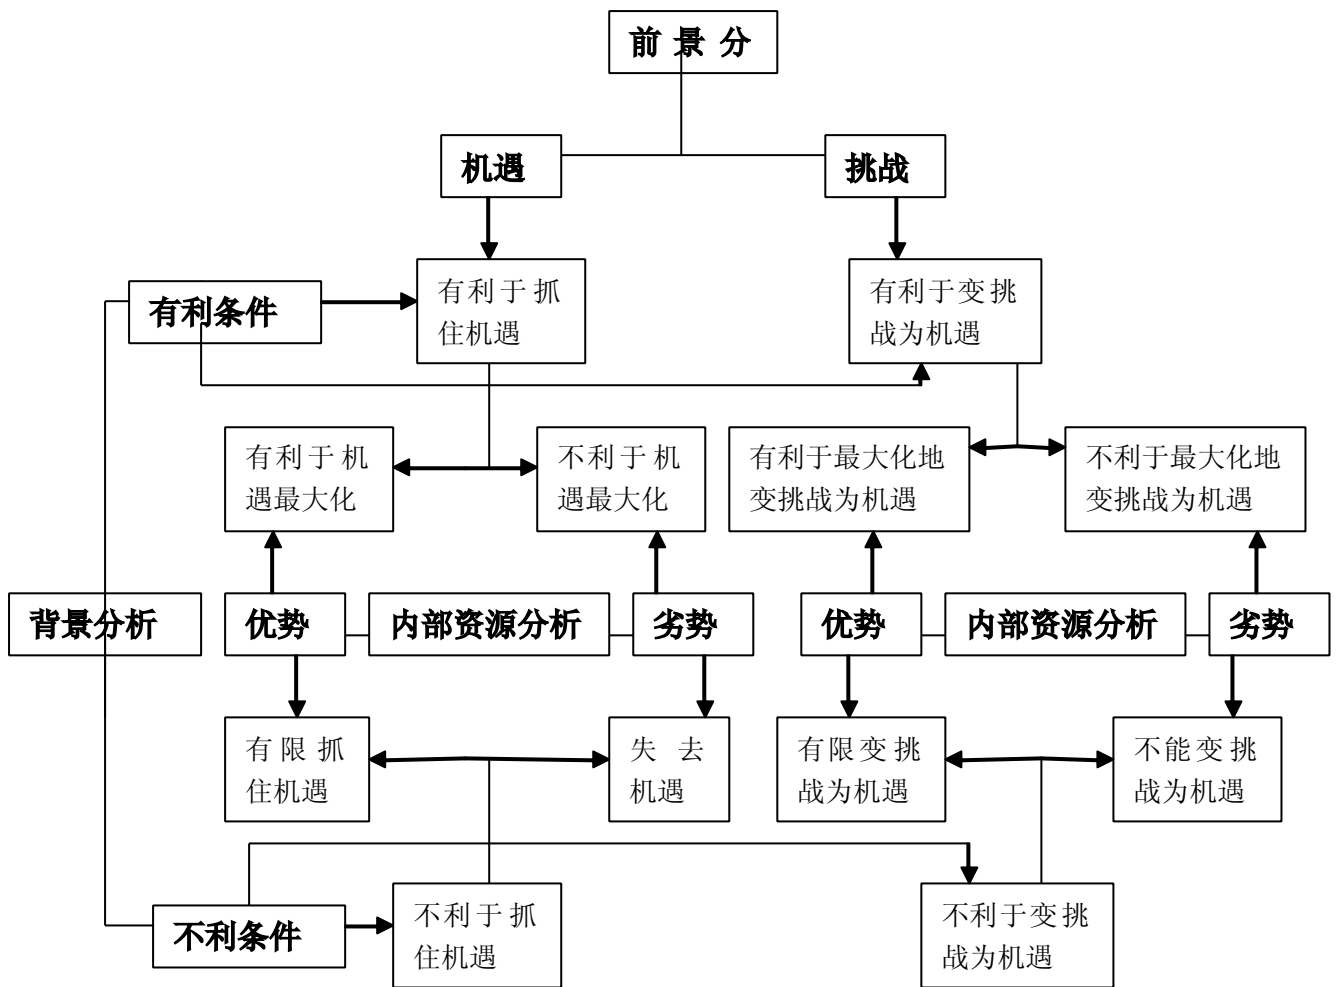 前景分
机遇
挑战
有利条件
有利于抓
住机遇
有利于变挑
战为机遇
有利于机
遇最大化
不利于机
遇最大化
有利于最大化地
变挑战为机遇
不利于最大化地
变挑战为机遇
背景分析
优势
内部资源分析
劣势
优势
内部资源分析
劣势
有限抓
住机遇
失去
机遇
有限变挑
战为机遇
不能变挑
战为机遇
不利条件
不利于抓
住机遇
不利于变挑
战为机遇